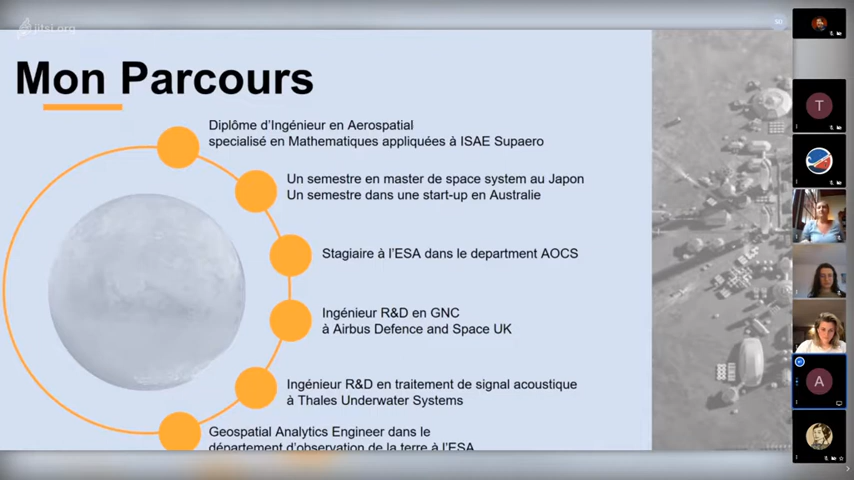 jitsi.org
Mon Parcours
Diplôme d'Ingénieur en Aerospatial
specialisé en Mathematiques appliquées à ISAE Supaero
Un semestre en master de space system au Japon
Un semestre dans une start-up en Australie
Stagiaire à l'ESA dans le department AOCS
Ingénieur R&D en GNC
à Airbus Defence and Space UK
Ingénieur R&D en traitement de signal acoustique
à Thales Underwater Systems
Geospatial Analytics Engineer dans le
département d'observation de la terre à l'ESA
T
A